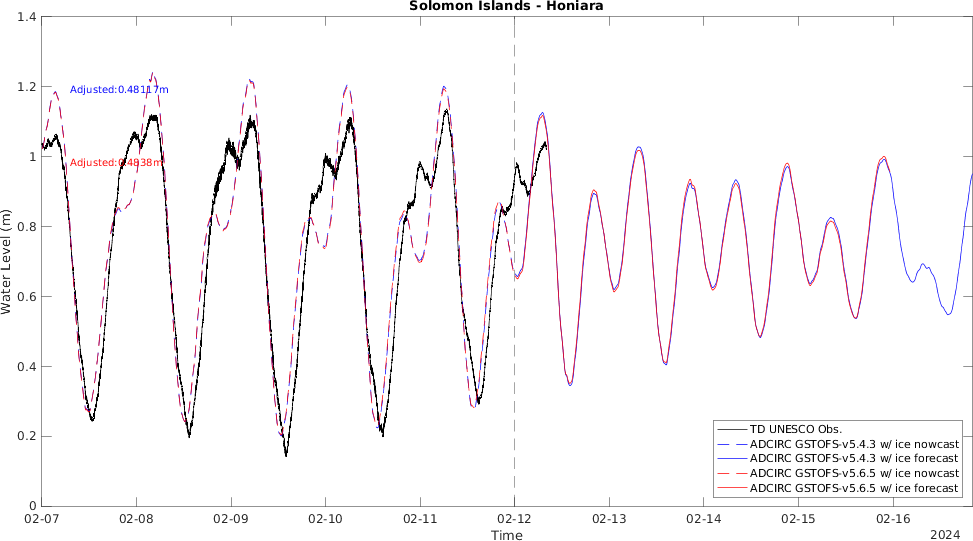 Solomon Islands - Honiara
1.4
1.2
1
0.8
0.6
0.4
0.2
0
Water Level (m)
Adjusted:0.48117m
Adjusted:0.4838m
TD UNESCO Obs.
ADCIRC GSTOFS-v5.4.3 w/ ice nowcast
ADCIRC GSTOFS-v5.4.3 w/ ice forecast
ADCIRC GSTOFS-v5.6.5 w/ ice nowcast
ADCIRC GSTOFS-v5.6.5 w/ ice forecast
02-07 02-08 02-09 02-10 02-11 02-12 02-13 02-14 02-15 02-16
Time
2024